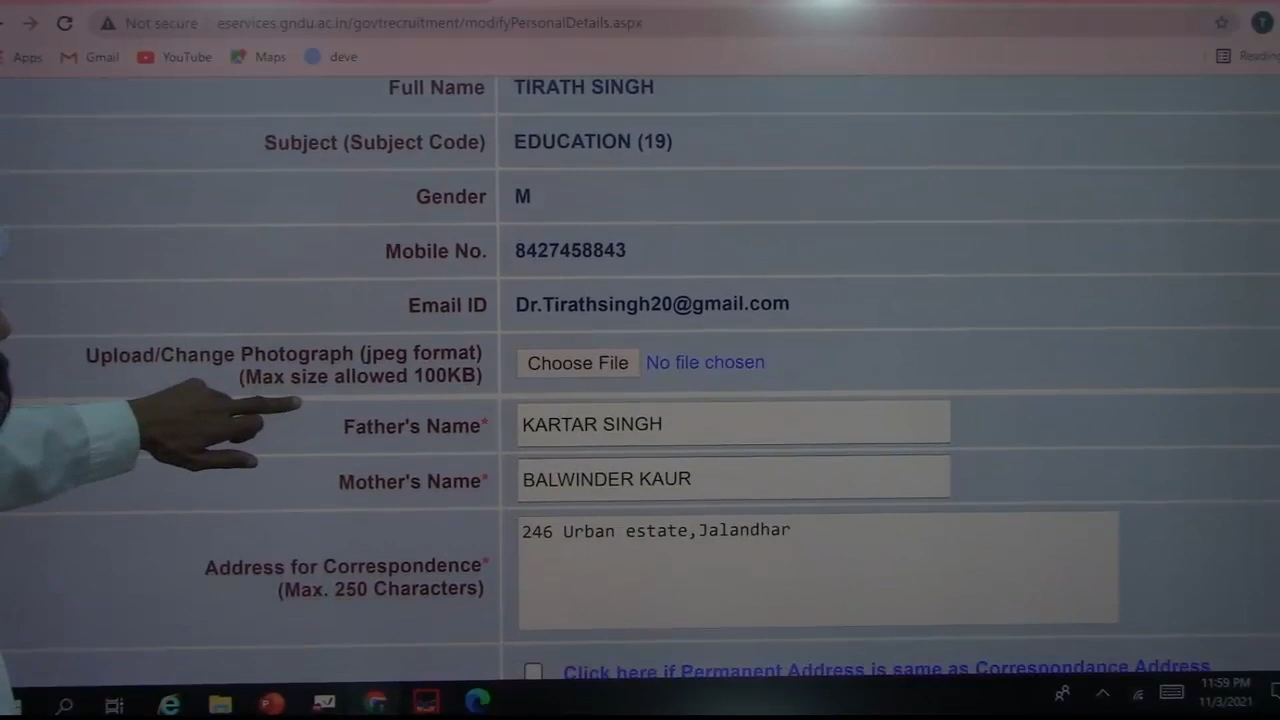 Not secure eservices.gndu.ac.in/govtrecruitment/modifyPersonalDetails.aspx T
Apps Gmail YouTube Maps deve Reading
Full Name TIRATH SINGH
Subject (Subject Code) EDUCATION (19)
Gender M
Mobile No. 8427458843
Email ID Dr.Tirathsingh20@gmail.com
Upload/Change Photograph (jpeg format)
(Max size allowed 100KB) Choose File No file chosen
Father's Name* KARTAR SINGH
Mother's Name* BALWINDER KAUR
246 Urban estate,Jalandhar
Address for Correspondence*
(Max. 250 Characters)
Click here if Permanent Address is same as Correspondance Address
11:59 PM
11/3/2021